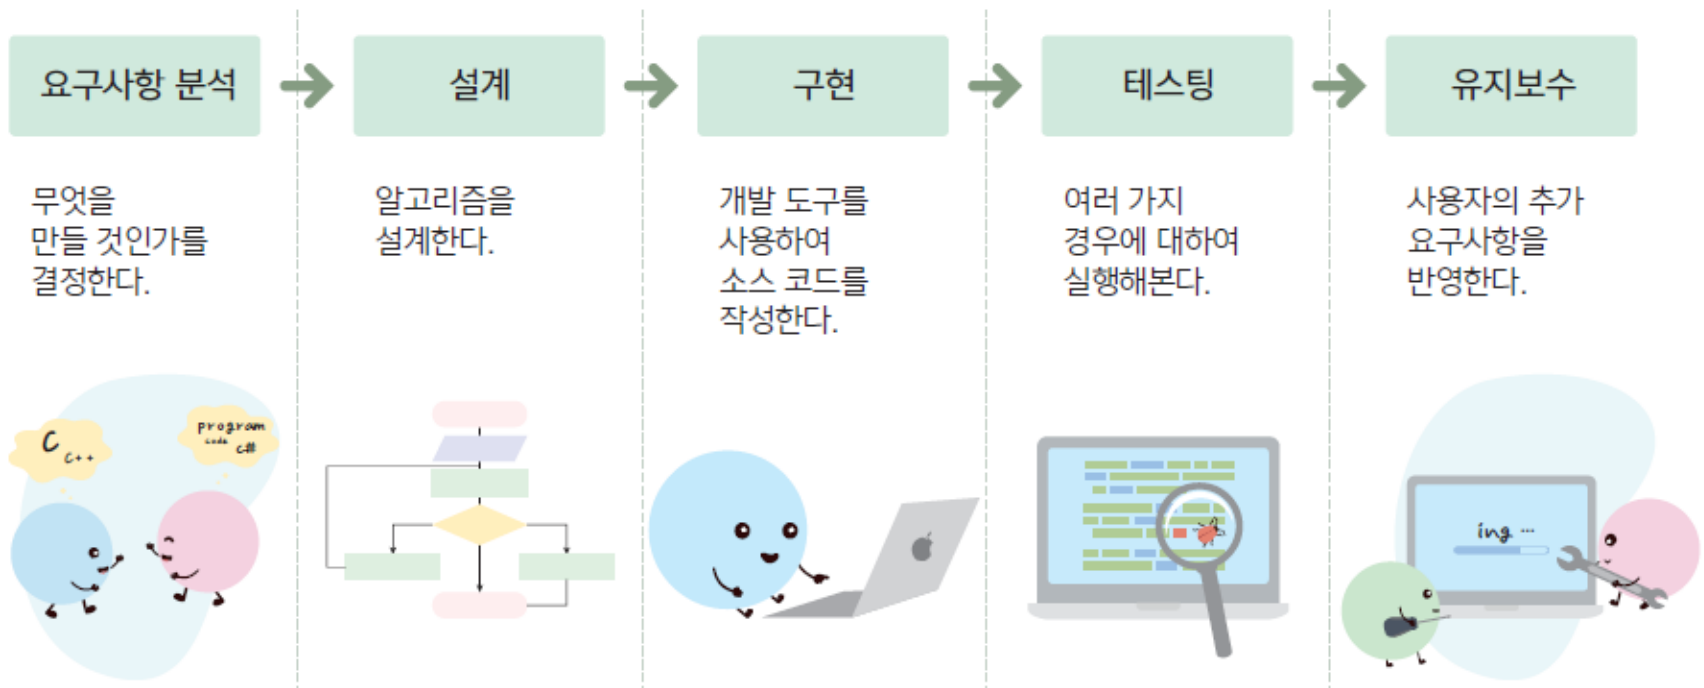 요구사항 분석
설계
구현
테스팅
유지보수
무엇을
만들 것인가를
결정한다.
알고리즘을
설계한다.
개발 도구를
사용하여
소스 코드를
작성한다.
여러 가지
경우에 대하여
실행해본다.
사용자의 추가
요구사항을
반영한다.
C
C++
program
code
C#
ing ...